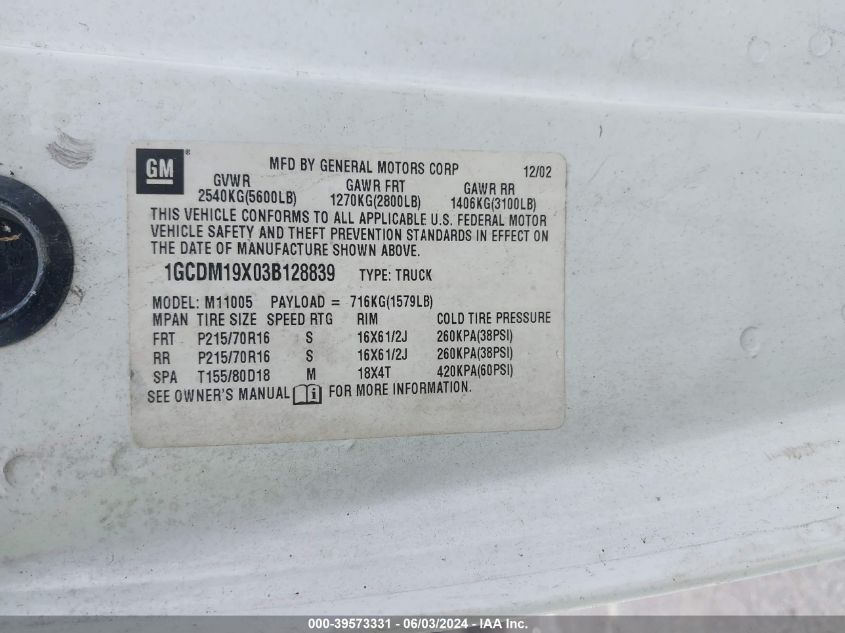 GM ® MFD BY GENERAL MOTORS CORP 12/02
GVWR GAWR FRT GAWR RR
2540KG(5600LB) 1270KG(2800LB) 1406KG(3100LB)
THIS VEHICLE CONFORMS TO ALL APPLICABLE U.S. FEDERAL MOTOR
VEHICLE SAFETY AND THEFT PREVENTION STANDARDS IN EFFECT ON
THE DATE OF MANUFACTURE SHOWN ABOVE.
1GCDM19X03B128839 TYPE: TRUCK
MODEL: M11005 PAYLOAD = 716KG(1579LB)
MPAN TIRE SIZE SPEED RTG RIM COLD TIRE PRESSURE
FRT P215/70R16 S 16X61/2J 260KPA(38PSI)
RR P215/70R16 S 16X61/2J 260KPA(38PSI)
SPA T155/80D18 M 18X4T 420KPA(60PSI)
SEE OWNER'S MANUAL i FOR MORE INFORMATION.
000-39573331 - 06/03/2024 - IAA Inc.